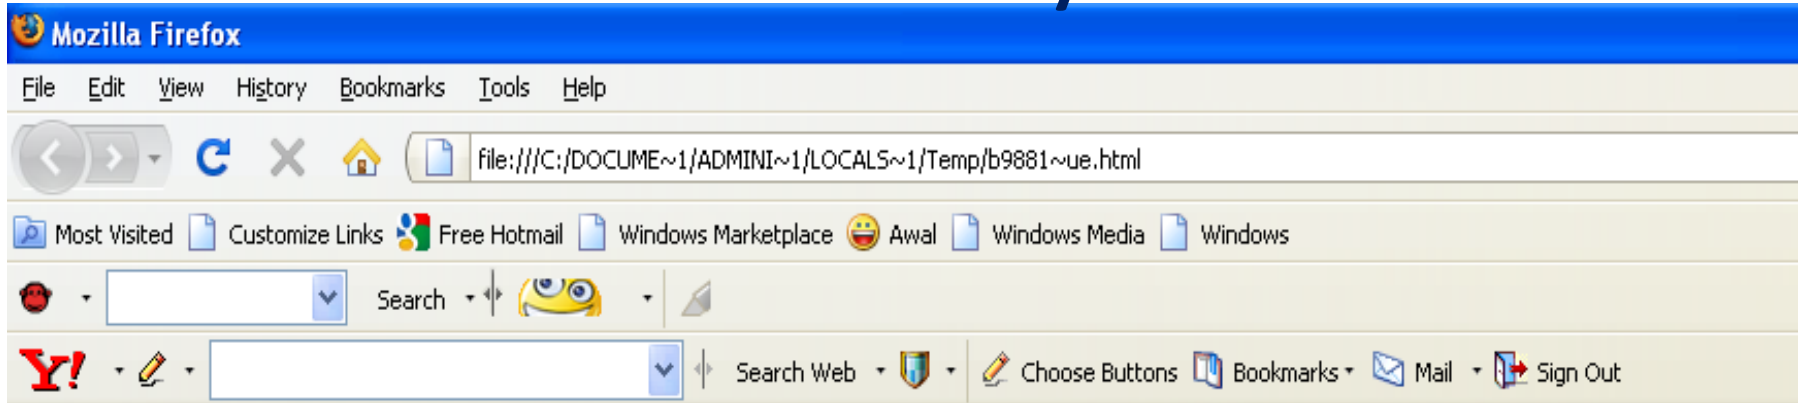 Mozilla Firefox
File Edit View History Bookmarks Tools Help
file:///C:/DOCUME~1/ADMINI~1/LOCALS~1/Temp/b9881~ue.html
Most Visited Customize Links Free Hotmail Windows Marketplace Awal Windows Media Windows
Search
Y! Search Web Choose Buttons Bookmarks Mail Sign Out